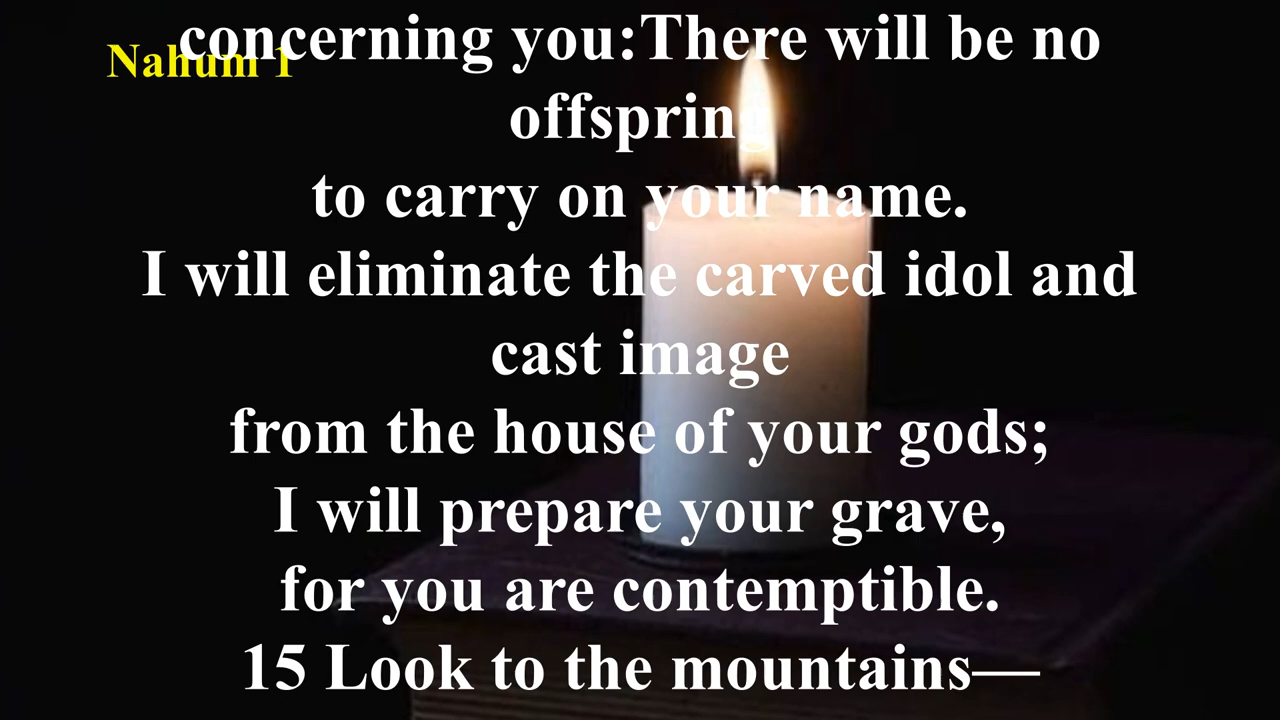 Nahum 1
concerning you:There will be no
offspring
to carry on your name.
I will eliminate the carved idol and
cast image
from the house of your gods;
I will prepare your grave,
for you are contemptible.
15 Look to the mountains—